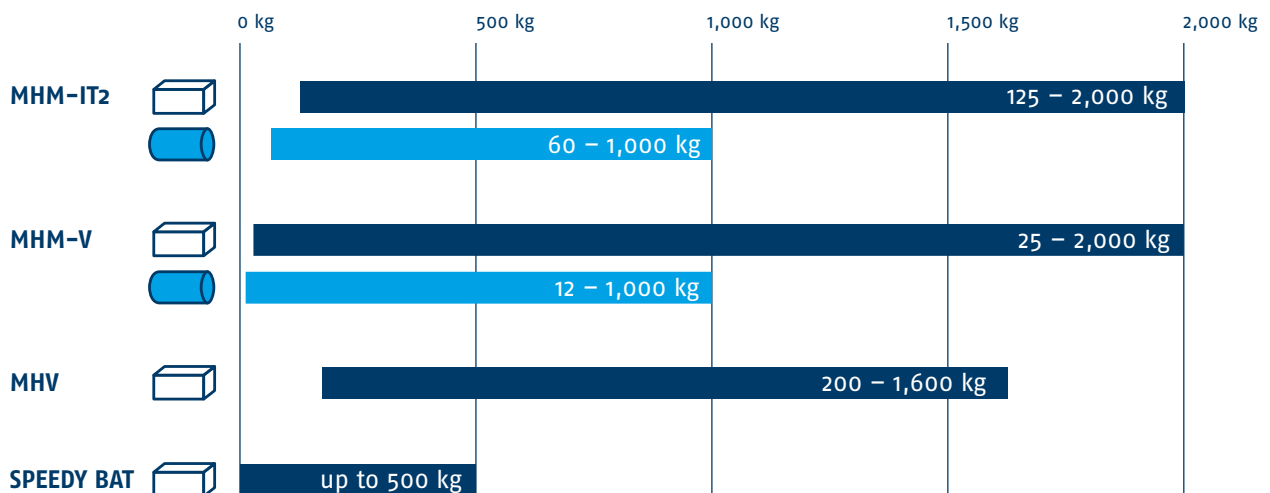 0 kg 500 kg 1,000 kg 1,500 kg 2,000 kg
MHM-IT2 125 – 2,000 kg
60 – 1,000 kg
MHM-V 25 – 2,000 kg
12 – 1,000 kg
MHV 200 – 1,600 kg
SPEEDY BAT up to 500 kg